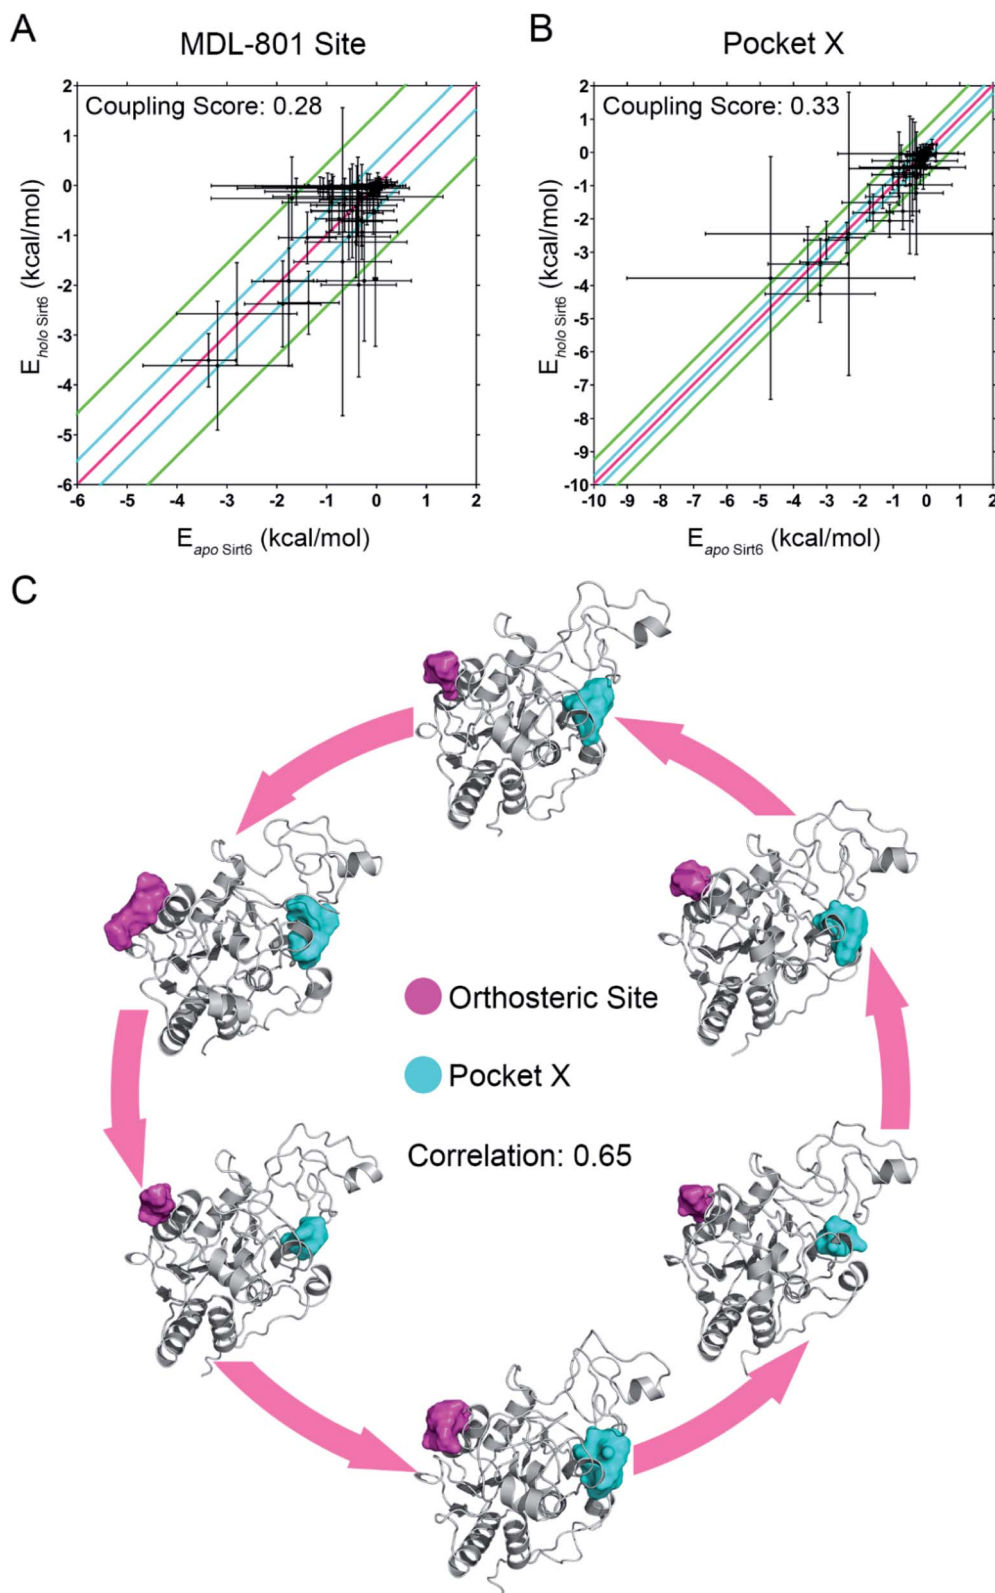 A
MDL-801 Site
Coupling Score: 0.28
2
1
0
-1
-2
-3
-4
-5
-6
E holo Sirt6 (kcal/mol)
-6 -5 -4 -3 -2 -1 0 1 2
E apo Sirt6 (kcal/mol)
B
Pocket X
Coupling Score: 0.33
2
1
0
-1
-2
-3
-4
-5
-6
-7
-8
-9
-10
E holo Sirt6 (kcal/mol)
-10 -9 -8 -7 -6 -5 -4 -3 -2 -1 0 1 2
E apo Sirt6 (kcal/mol)
C
Orthosteric Site
Pocket X
Correlation: 0.65